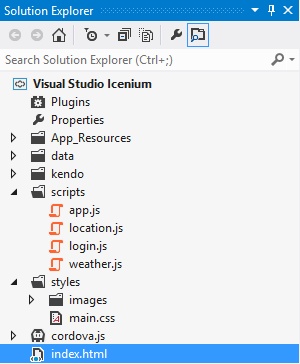 Solution Explorer
Search Solution Explorer (Ctrl+;)
Visual Studio Icenium
Plugins
Properties
App_Resources
data
kendo
scripts
app.js
location.js
login.js
weather.js
styles
images
main.css
cordova.js
index.html